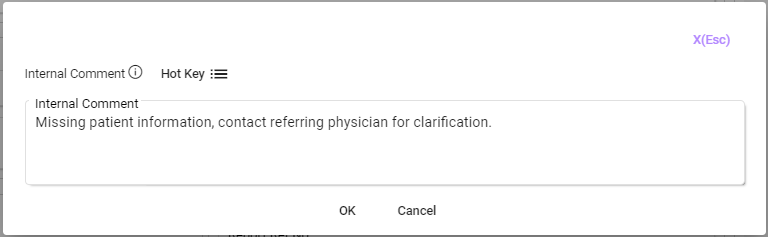 X(Esc)
Internal Comment Hot Key
Internal Comment
Missing patient information, contact referring physician for clarification.
OK Cancel